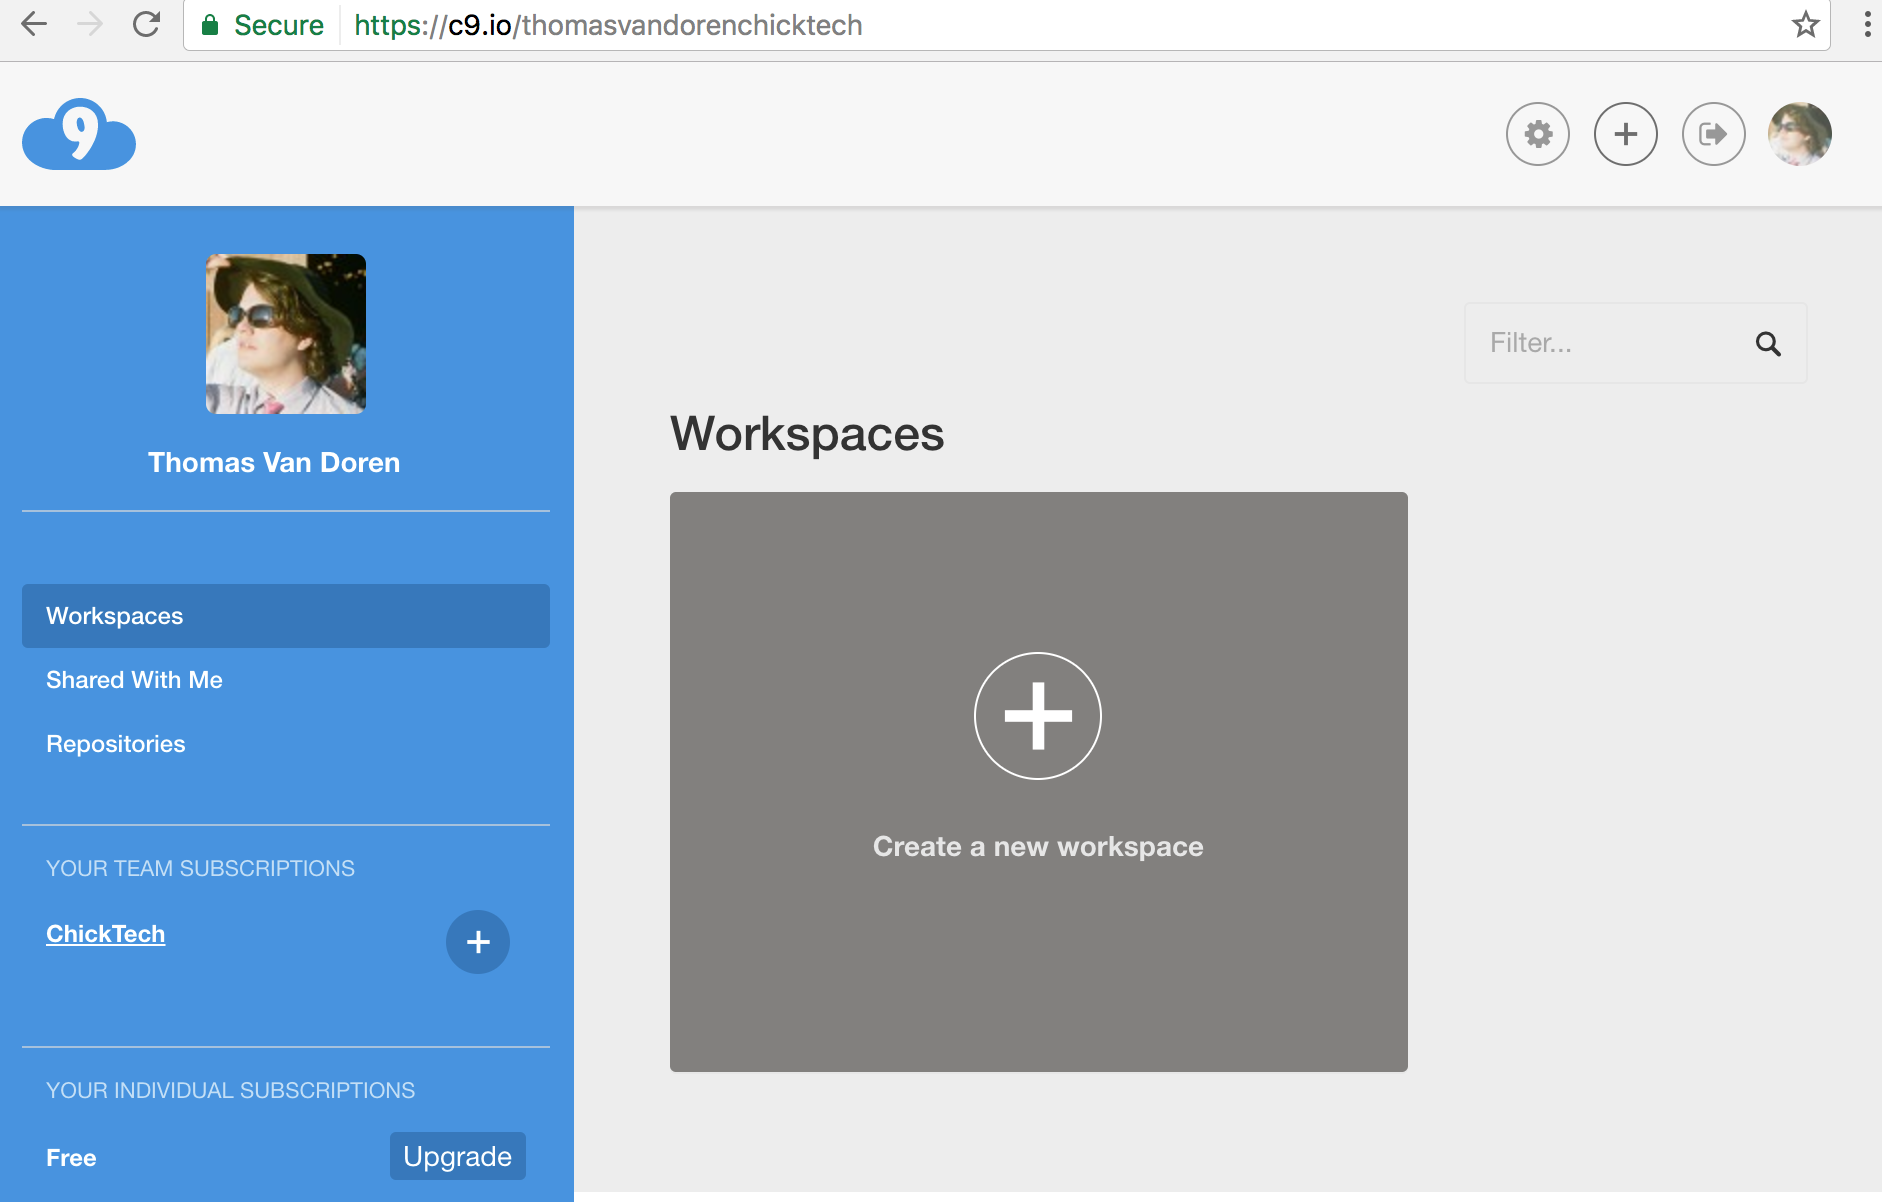 Secure https://c9.io/thomasvandorenchicktech
9
Thomas Van Doren
Workspaces
Shared With Me
Repositories
YOUR TEAM SUBSCRIPTIONS
ChickTech
YOUR INDIVIDUAL SUBSCRIPTIONS
Free Upgrade
Filter...
Workspaces
Create a new workspace